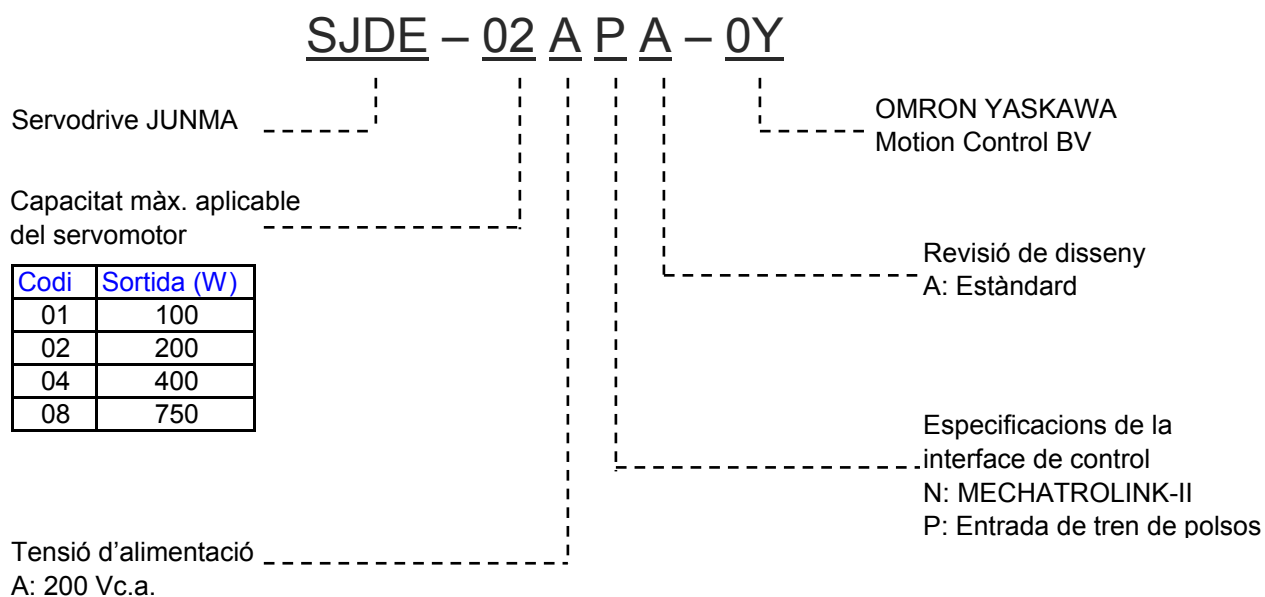 SJDE – 02 A P A – 0Y
Servodrive JUNMA
OMRON YASKAWA
Motion Control BV
Capacitat màx. aplicable
del servomotor
Codi Sortida (W)
01 100
02 200
04 400
08 750
Revisió de disseny
A: Estàndard
Especificacions de la
interface de control
N: MECHATROLINK-II
P: Entrada de tren de polsos
Tensió d’alimentació
A: 200 Vc.a.